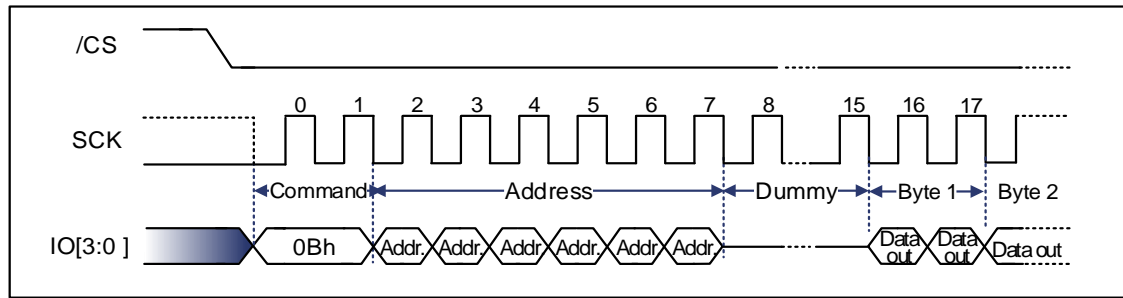 /CS
0 1 2 3 4 5 6 7 8 15 16 17
SCK
Command Address Dummy Byte 1 Byte 2
IO[3:0 ] 0Bh Addr. Addr. Addr Addr. Addr Addr. Data out Data out Data out